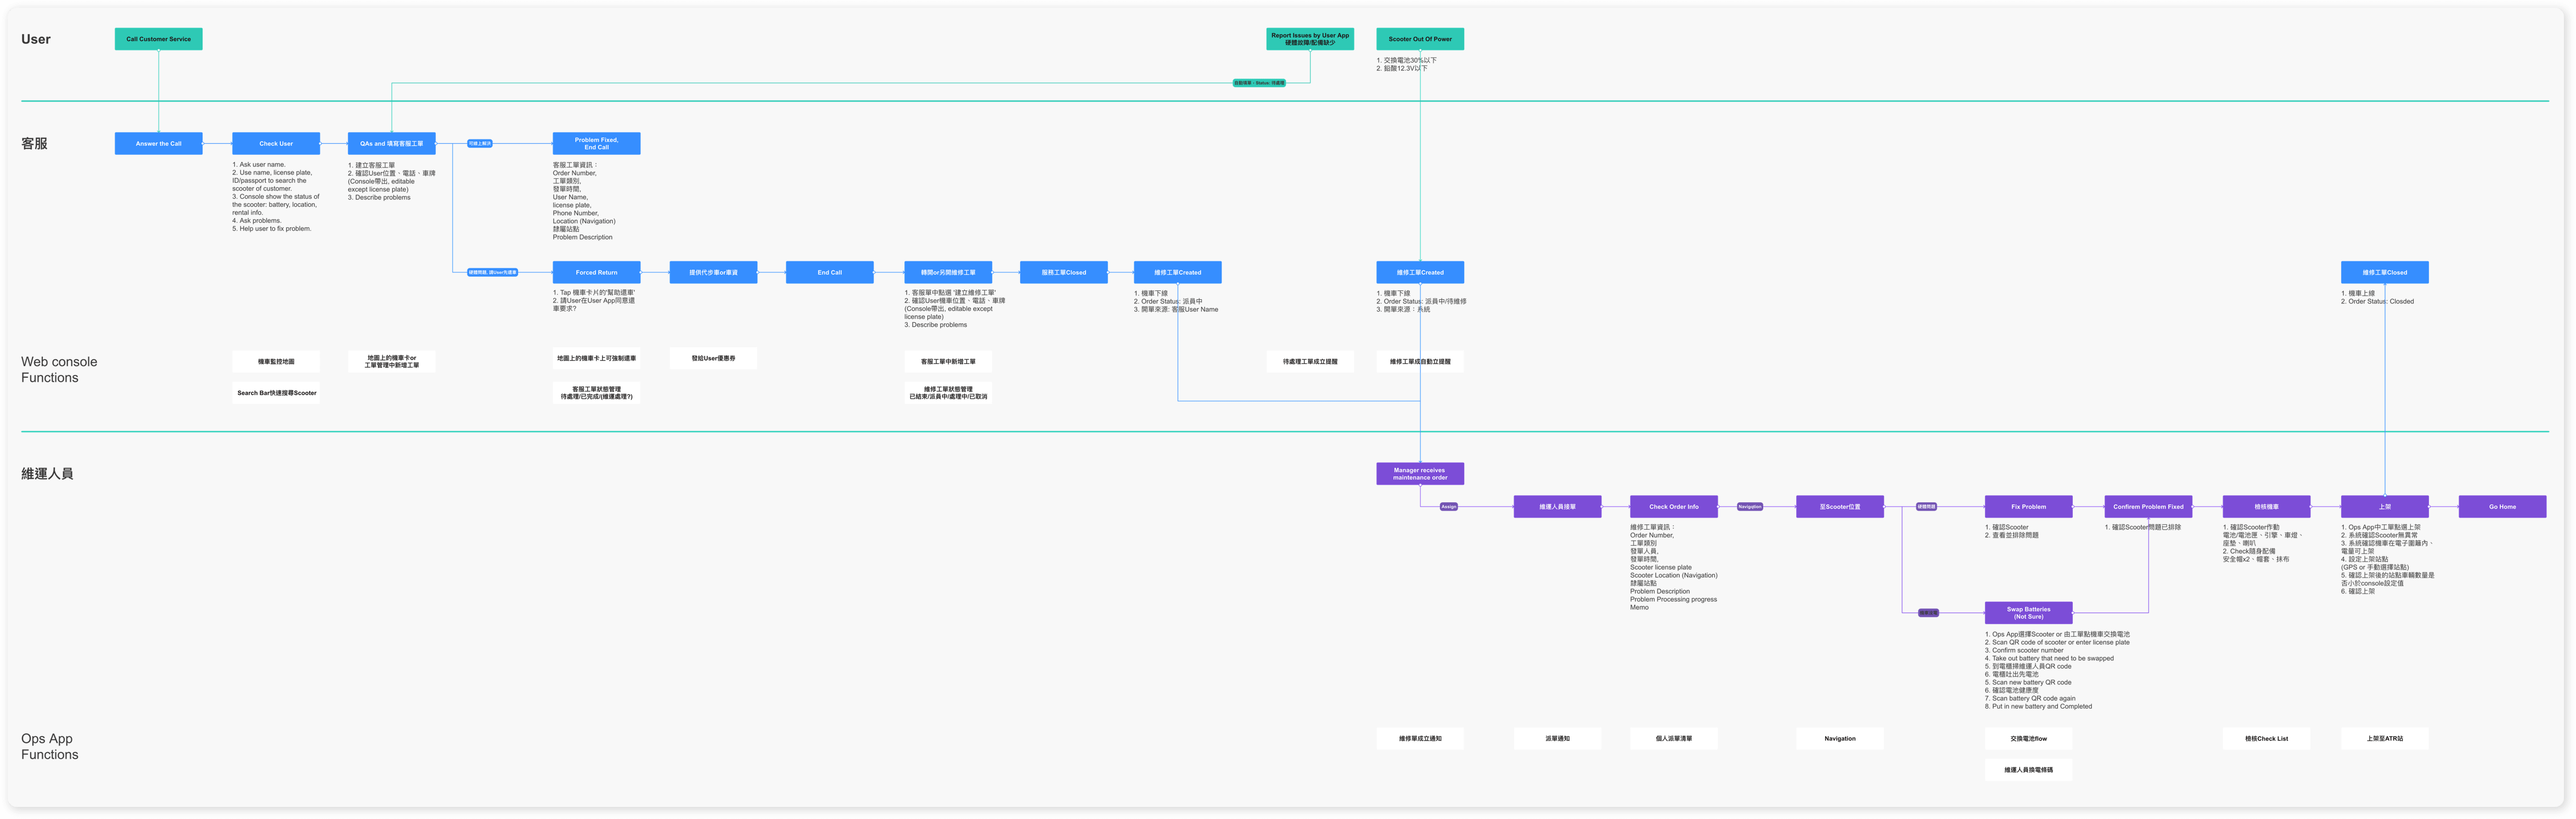 User
Call Customer Service
Report Issues by User App
硬體故障/配備缺少
Scooter Out Of Power
1. 交換電池30%以下
2. 鉛酸12.3V以下
客服
Answer the Call
Check User
1. Ask user name.
2. Use name, license plate,
ID/passport to search the
scooter of customer.
3. Console show the status of
the scooter: battery, location,
rental info.
4. Ask problems.
5. Help user to fix problem.
QAs and 填寫客服工單
1. 建立客服工單
2. 確認User位置、電話、車牌
(Console帶出, editable
except license plate)
3. Describe problems
可線上解決
Problem Fixed,
End Call
客服工單資訊：
Order Number,
工單類別,
發單時間,
User Name,
license plate,
Phone Number,
Location (Navigation)
隸屬站點
Problem Description
硬體問題, 請User先還車
Forced Return
1. Tap 機車卡片的'幫助還車'
2. 請User在User App同意還
車要求?
提供代步車or車資
End Call
轉開or另開維修工單
1. 客服單中點選 '建立維修工單'
2. 確認User機車位置、電話、車牌
(Console帶出, editable except
license plate)
3. Describe problems
服務工單Closed
維修工單Created
1. 機車下線
2. Order Status: 派員中
3. 開單來源: 客服User Name
維修工單Created
1. 機車下線
2. Order Status: 派員中/待維修
3. 開單來源：系統
維修工單Closed
1. 機車上線
2. Order Status: Closded
Web console
Functions
機車監控地圖
Search Bar快速搜尋Scooter
地圖上的機車卡or
工單管理中新增工單
地圖上的機車卡上可強制還車
客服工單狀態管理
待處理/已完成/(維運處理?)
發給User優惠券
客服工單中新增工單
維修工單狀態管理
已結束/派員中/處理中/已取消
待處理工單成立提醒
維修工單成自動立提醒
維運人員
Manager receives
maintenance order
Assign
維運人員接單
Check Order Info
維修工單資訊：
Order Number,
工單類別
發單人員,
發單時間,
Scooter license plate
Scooter Location (Navigation)
隸屬站點
Problem Description
Problem Processing progress
Memo
Navigation
至Scooter位置
硬體問題
Fix Problem
1. 確認Scooter
2. 查看並排除問題
Confirem Problem Fixed
1. 確認Scooter問題已排除
檢核機車
1. 確認Scooter作動
電池/電池匣、引擎、車燈、
座墊、喇叭
2. Check隨身配備
安全帽x2、帽套、抹布
上架
1. Ops App中工單點選上架
2. 系統確認Scooter無異常
3. 系統確認機車在電子圍籬內、
電量可上架
4. 設定上架站點
(GPS or 手動選擇站點)
5. 確認上架後的站點車輛數量是
否小於console設定值
6. 確認上架
Go Home
Swap Batteries
(Not Sure)
1. Ops App選擇Scooter or 由工單點機車交換電池
2. Scan QR code of scooter or enter license plate
3. Confirm scooter number
4. Take out battery that need to be swapped
5. 到電櫃掃維運人員QR code
6. 電櫃吐出先電池
5. Scan new battery QR code
6. 確認電池健康度
7. Scan battery QR code again
8. Put in new battery and Completed
Ops App
Functions
維修單成立通知
派單通知
個人派單清單
Navigation
交換電池flow
維運人員換電條碼
檢核Check List
上架至ATR站